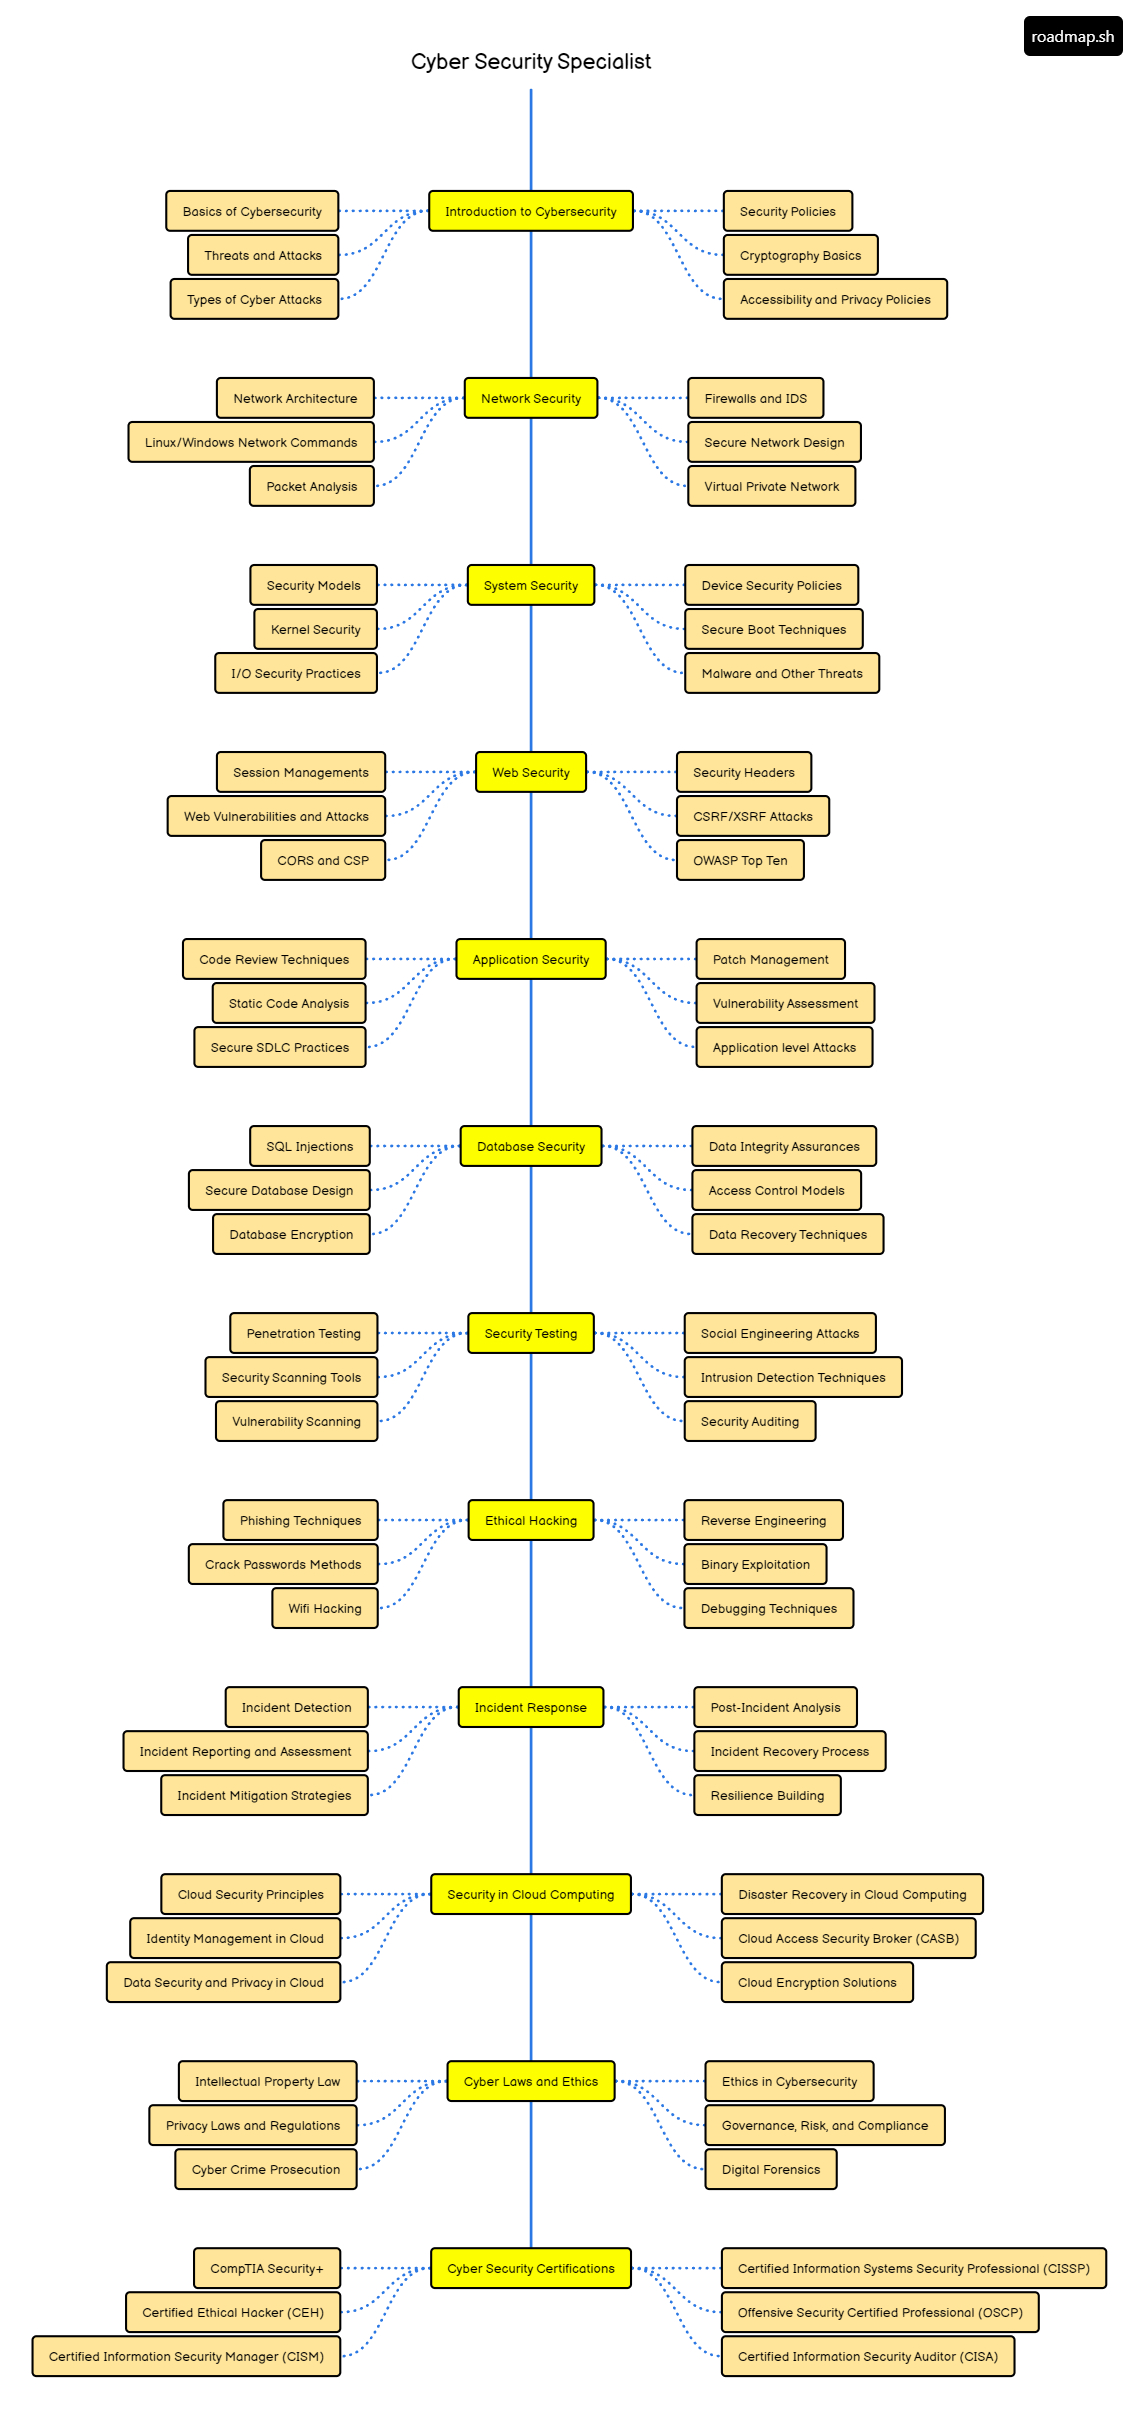 roadmap.sh
Cyber Security Specialist
Introduction to Cybersecurity
Basics of Cybersecurity
Threats and Attacks
Types of Cyber Attacks
Security Policies
Cryptography Basics
Accessibility and Privacy Policies
Network Security
Network Architecture
Linux/Windows Network Commands
Packet Analysis
Firewalls and IDS
Secure Network Design
Virtual Private Network
System Security
Security Models
Kernel Security
I/O Security Practices
Device Security Policies
Secure Boot Techniques
Malware and Other Threats
Web Security
Session Managements
Web Vulnerabilities and Attacks
CORS and CSP
Security Headers
CSRF/XSRF Attacks
OWASP Top Ten
Application Security
Code Review Techniques
Static Code Analysis
Secure SDLC Practices
Patch Management
Vulnerability Assessment
Application level Attacks
Database Security
SQL Injections
Secure Database Design
Database Encryption
Data Integrity Assurances
Access Control Models
Data Recovery Techniques
Security Testing
Penetration Testing
Security Scanning Tools
Vulnerability Scanning
Social Engineering Attacks
Intrusion Detection Techniques
Security Auditing
Ethical Hacking
Phishing Techniques
Crack Passwords Methods
Wifi Hacking
Reverse Engineering
Binary Exploitation
Debugging Techniques
Incident Response
Incident Detection
Incident Reporting and Assessment
Incident Mitigation Strategies
Post-Incident Analysis
Incident Recovery Process
Resilience Building
Security in Cloud Computing
Cloud Security Principles
Identity Management in Cloud
Data Security and Privacy in Cloud
Disaster Recovery in Cloud Computing
Cloud Access Security Broker (CASB)
Cloud Encryption Solutions
Cyber Laws and Ethics
Intellectual Property Law
Privacy Laws and Regulations
Cyber Crime Prosecution
Ethics in Cybersecurity
Governance, Risk, and Compliance
Digital Forensics
Cyber Security Certifications
CompTIA Security+
Certified Ethical Hacker (CEH)
Certified Information Security Manager (CISM)
Certified Information Systems Security Professional (CISSP)
Offensive Security Certified Professional (OSCP)
Certified Information Security Auditor (CISA)